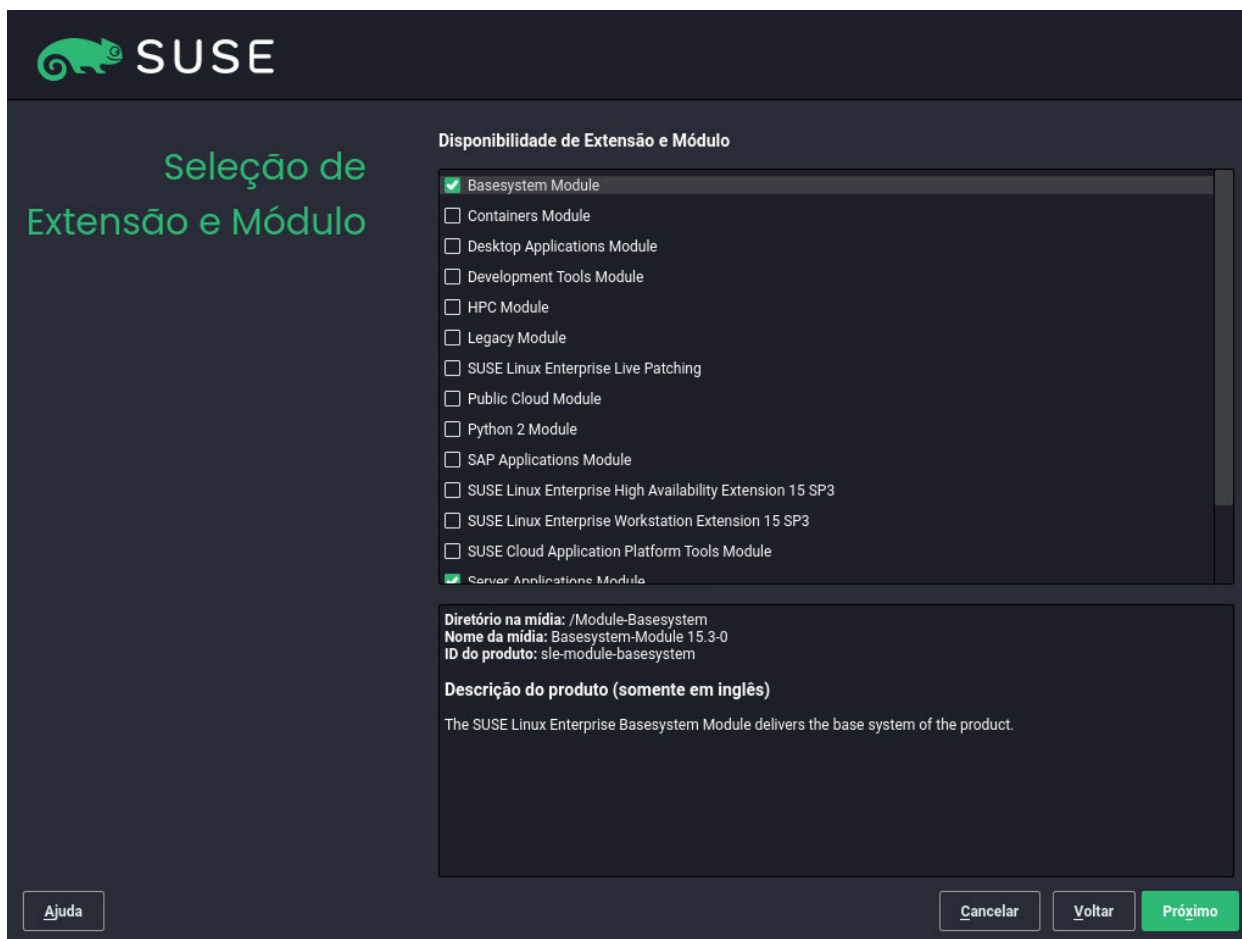 SUSE
Seleção de
Extensão e Módulo
Disponibilidade de Extensão e Módulo
Basesystem Module
Containers Module
Desktop Applications Module
Development Tools Module
HPC Module
Legacy Module
SUSE Linux Enterprise Live Patching
Public Cloud Module
Python 2 Module
SAP Applications Module
SUSE Linux Enterprise High Availability Extension 15 SP3
SUSE Linux Enterprise Workstation Extension 15 SP3
SUSE Cloud Application Platform Tools Module
Server Applications Module
Diretório na mídia: /Module-Basesystem
Nome da mídia: Basesystem-Module 15.3-0
ID do produto: sle-module-basesystem
Descrição do produto (somente em inglês)
The SUSE Linux Enterprise Basesystem Module delivers the base system of the product.
Ajuda
Cancelar
Voltar
Próximo